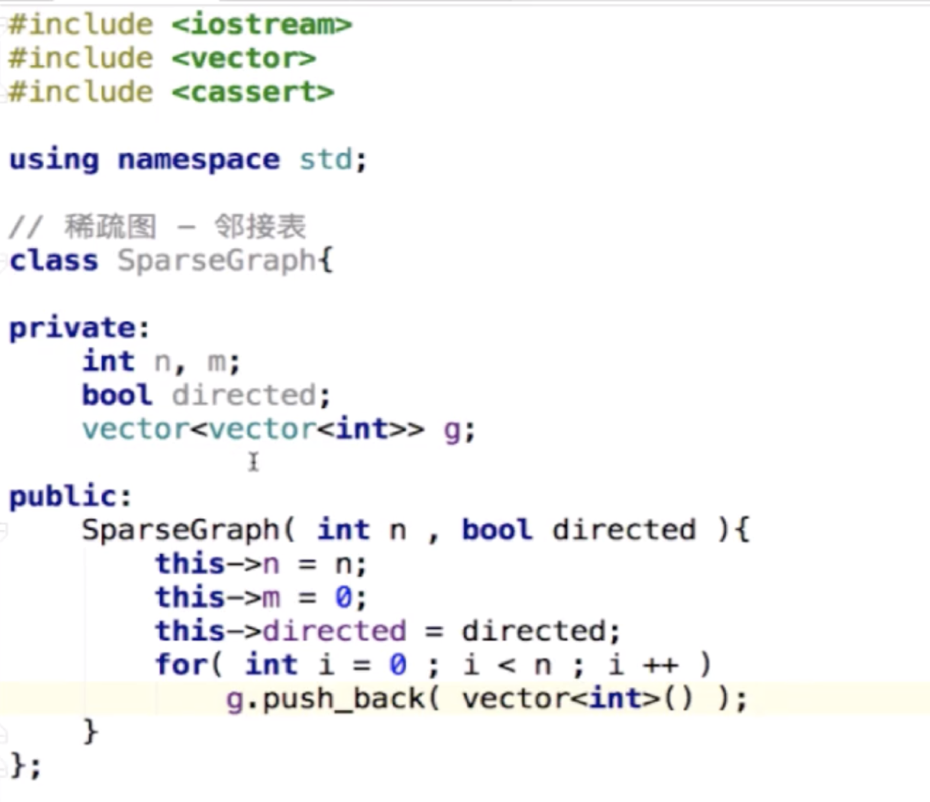 #include <iostream>
#include <vector>
#include <cassert>
using namespace std;
// 稀疏图 - 邻接表
class SparseGraph{
private:
    int n, m;
    bool directed;
    vector<vector<int>> g;
public:
    SparseGraph( int n , bool directed ){
        this->n = n;
        this->m = 0;
        this->directed = directed;
        for( int i = 0 ; i < n ; i ++ )
            g.push_back( vector<int>() );
    }
};